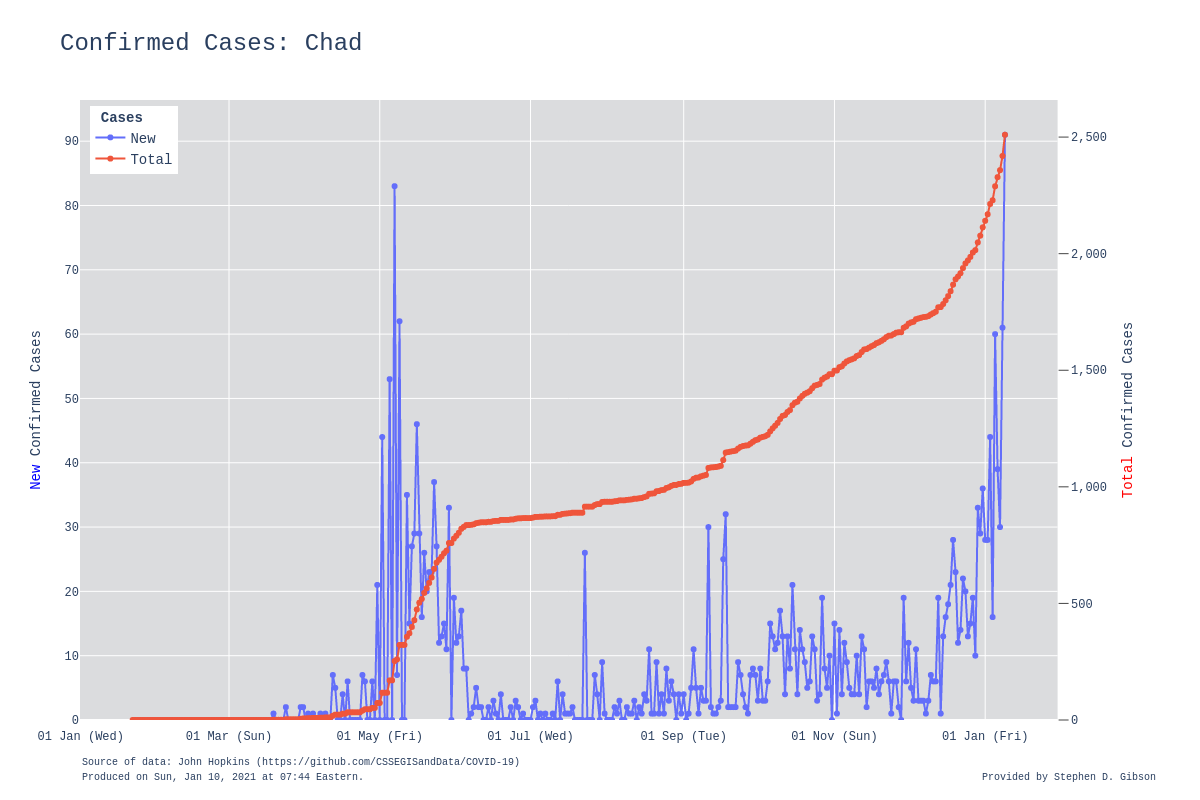 Confirmed Cases: Chad
Cases
New
Total
90
80
70
60
50
40
30
20
10
0
New Confirmed Cases
2,500
2,000
1,500
1,000
500
0
Total Confirmed Cases
01 Jan (Wed)
01 Mar (Sun)
01 May (Fri)
01 Jul (Wed)
01 Sep (Tue)
01 Nov (Sun)
01 Jan (Fri)
Source of data: John Hopkins (https://github.com/CSSEGISandData/COVID-19)
Produced on Sun, Jan 10, 2021 at 07:44 Eastern.
Provided by Stephen D. Gibson